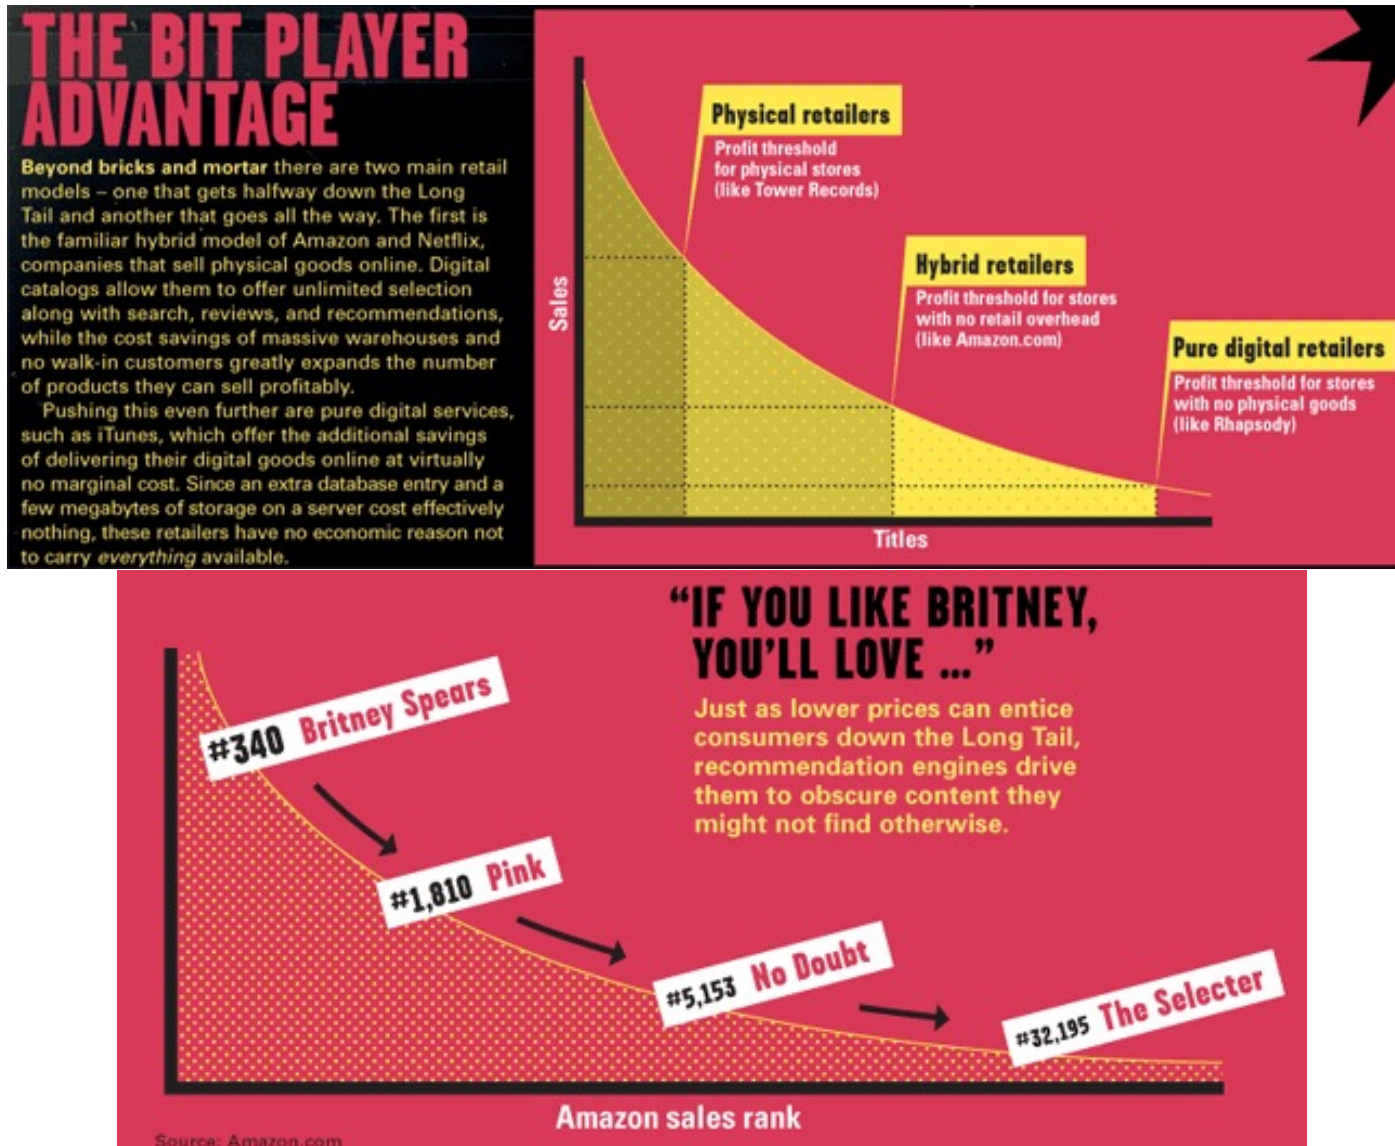 THE BIT PLAYER
ADVANTAGE
Beyond bricks and mortar there are two main retail
models – one that gets halfway down the Long
Tail and another that goes all the way. The first is
the familiar hybrid model of Amazon and Netflix,
companies that sell physical goods online. Digital
catalogs allow them to offer unlimited selection
along with search, reviews, and recommendations,
while the cost savings of massive warehouses and
no walk-in customers greatly expands the number
of products they can sell profitably.
Pushing this even further are pure digital services,
such as iTunes, which offer the additional savings
of delivering their digital goods online at virtually
no marginal cost. Since an extra database entry and a
few megabytes of storage on a server cost effectively
nothing, these retailers have no economic reason not
to carry everything available.
Physical retailers
Profit threshold
for physical stores
(like Tower Records)
Hybrid retailers
Profit threshold for stores
with no retail overhead
(like Amazon.com)
Pure digital retailers
Profit threshold for stores
with no physical goods
(like Rhapsody)
Sales
Titles
“IF YOU LIKE BRITNEY,
YOU’LL LOVE ...”
Just as lower prices can entice
consumers down the Long Tail,
recommendation engines drive
them to obscure content they
might not find otherwise.
#340 Britney Spears
#1,810 Pink
#5,153 No Doubt
#32,195 The Selecter
Amazon sales rank
Source: Amazon.com